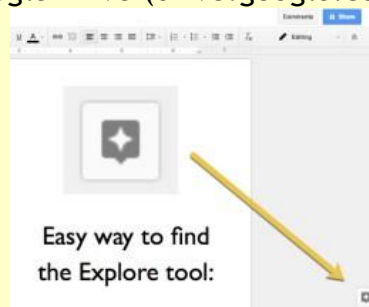 Comments Share
U A Editing
Easy way to find
the Explore tool: